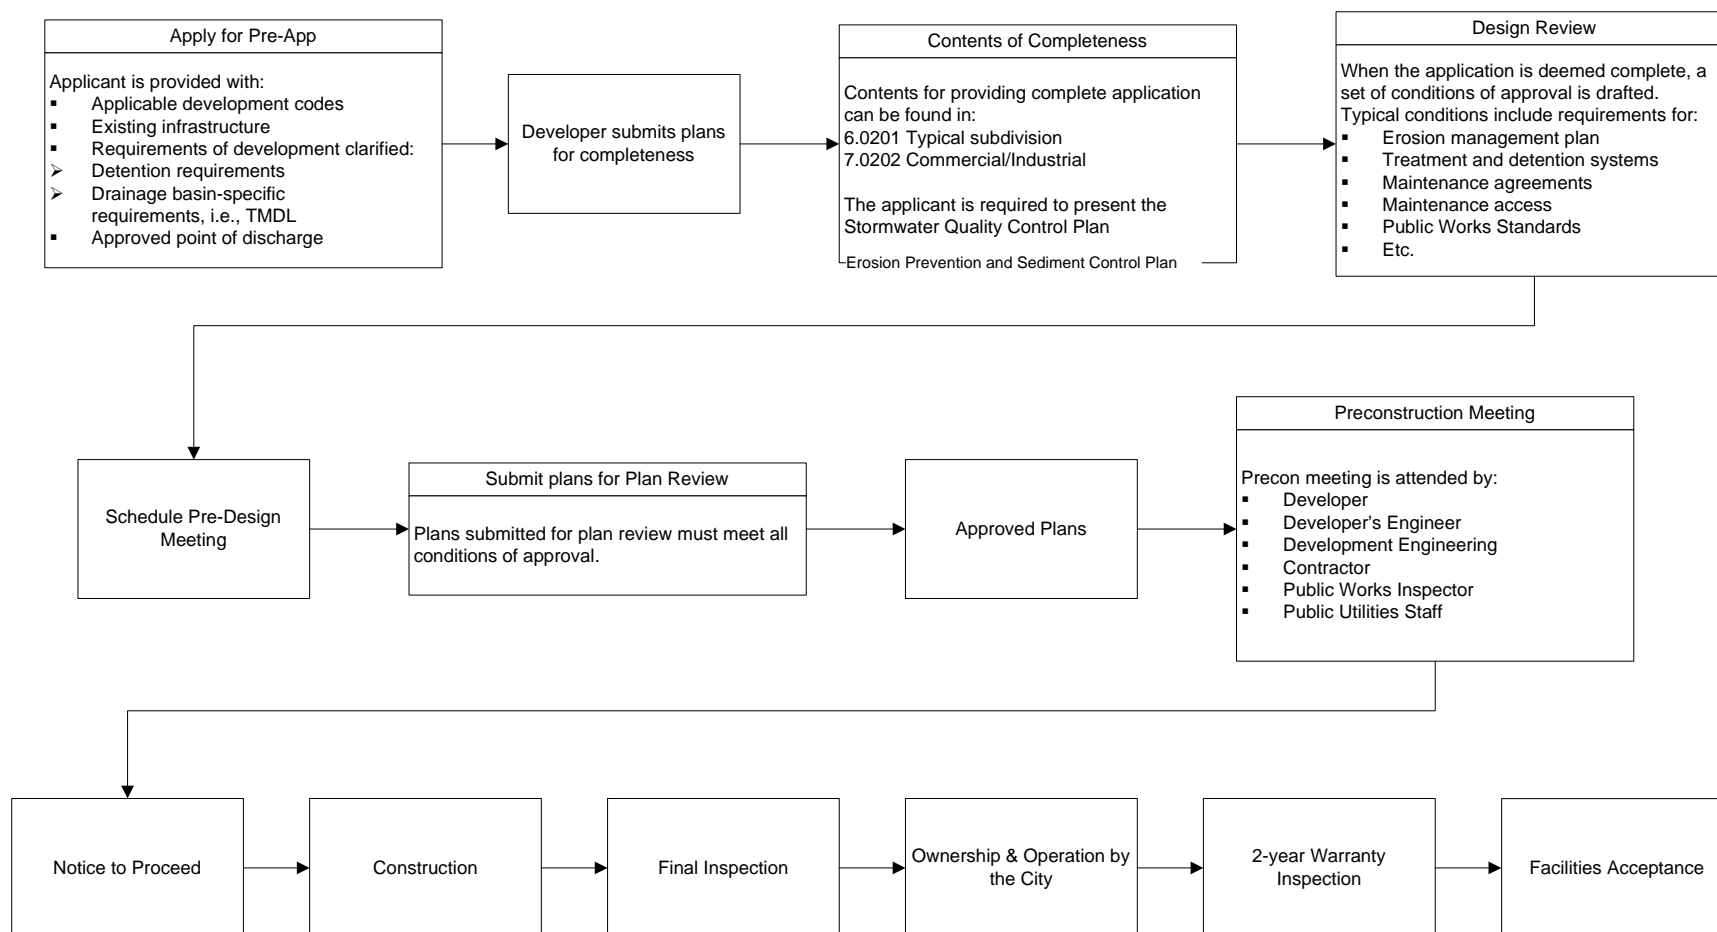 Apply for Pre-App
Applicant is provided with:
▪ Applicable development codes
▪ Existing infrastructure
▪ Requirements of development clarified:
➢ Detention requirements
➢ Drainage basin-specific
requirements, i.e., TMDL
▪ Approved point of discharge
Developer submits plans
for completeness
Contents of Completeness
Contents for providing complete application
can be found in:
6.0201 Typical subdivision
7.0202 Commercial/Industrial
The applicant is required to present the
Stormwater Quality Control Plan
Erosion Prevention and Sediment Control Plan
Design Review
When the application is deemed complete, a
set of conditions of approval is drafted.
Typical conditions include requirements for:
▪ Erosion management plan
▪ Treatment and detention systems
▪ Maintenance agreements
▪ Maintenance access
▪ Public Works Standards
▪ Etc.
Schedule Pre-Design
Meeting
Submit plans for Plan Review
Plans submitted for plan review must meet all
conditions of approval.
Approved Plans
Preconstruction Meeting
Precon meeting is attended by:
▪ Developer
▪ Developer’s Engineer
▪ Development Engineering
▪ Contractor
▪ Public Works Inspector
▪ Public Utilities Staff
Notice to Proceed
Construction
Final Inspection
Ownership & Operation by
the City
2-year Warranty
Inspection
Facilities Acceptance